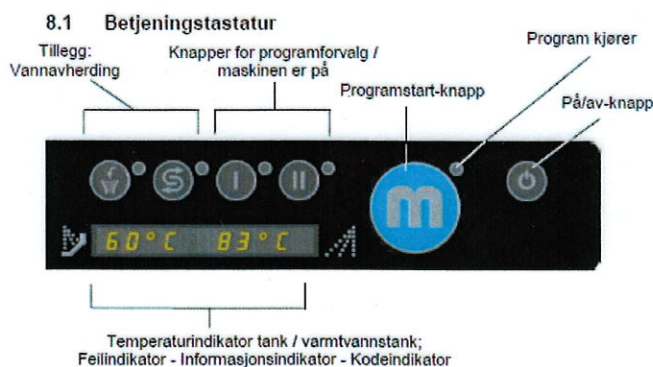 8.1 Betjeningstastatur
Tillegg:
Vannavherding
Knapper for programforvalg /
maskinen er på
Programstart-knapp
Program kjører
På/av-knapp
S I II m
60°C 83°C
Temperaturindikator tank / varmtvannstank;
Feilindikator - Informasjonsindikator - Kodeindikator